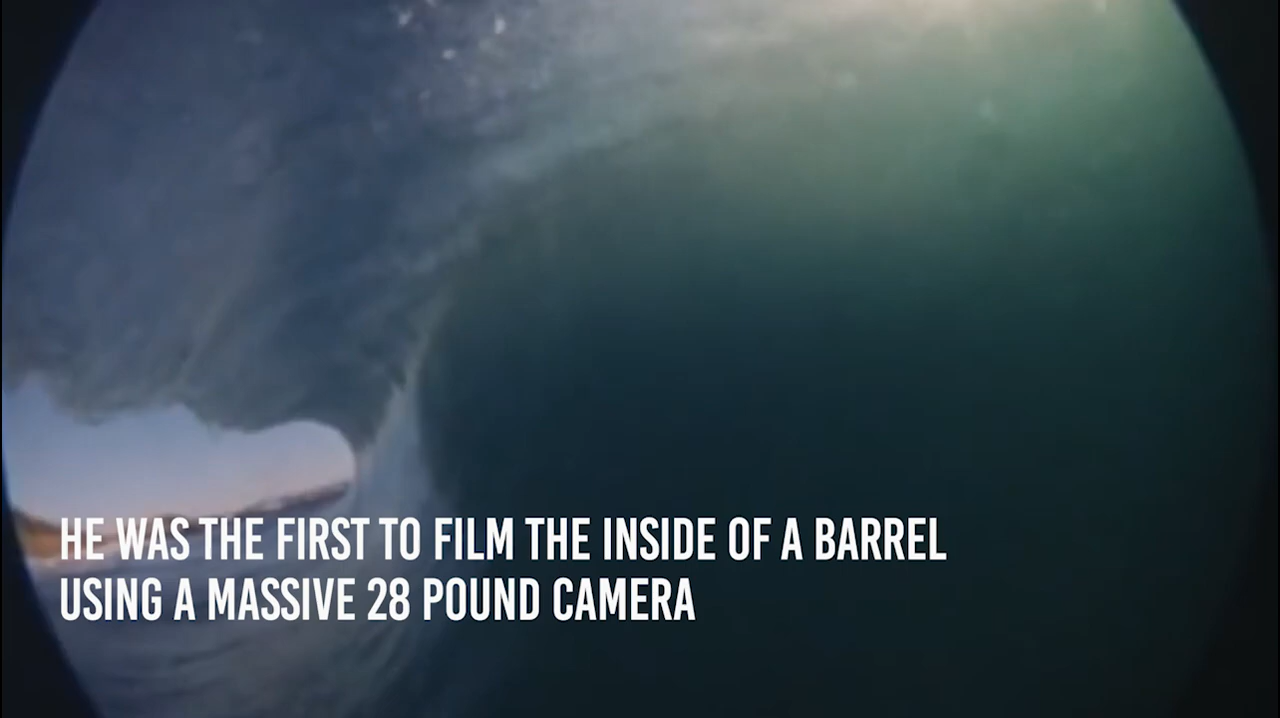 HE WAS THE FIRST TO FILM THE INSIDE OF A BARREL
USING A MASSIVE 28 POUND CAMERA